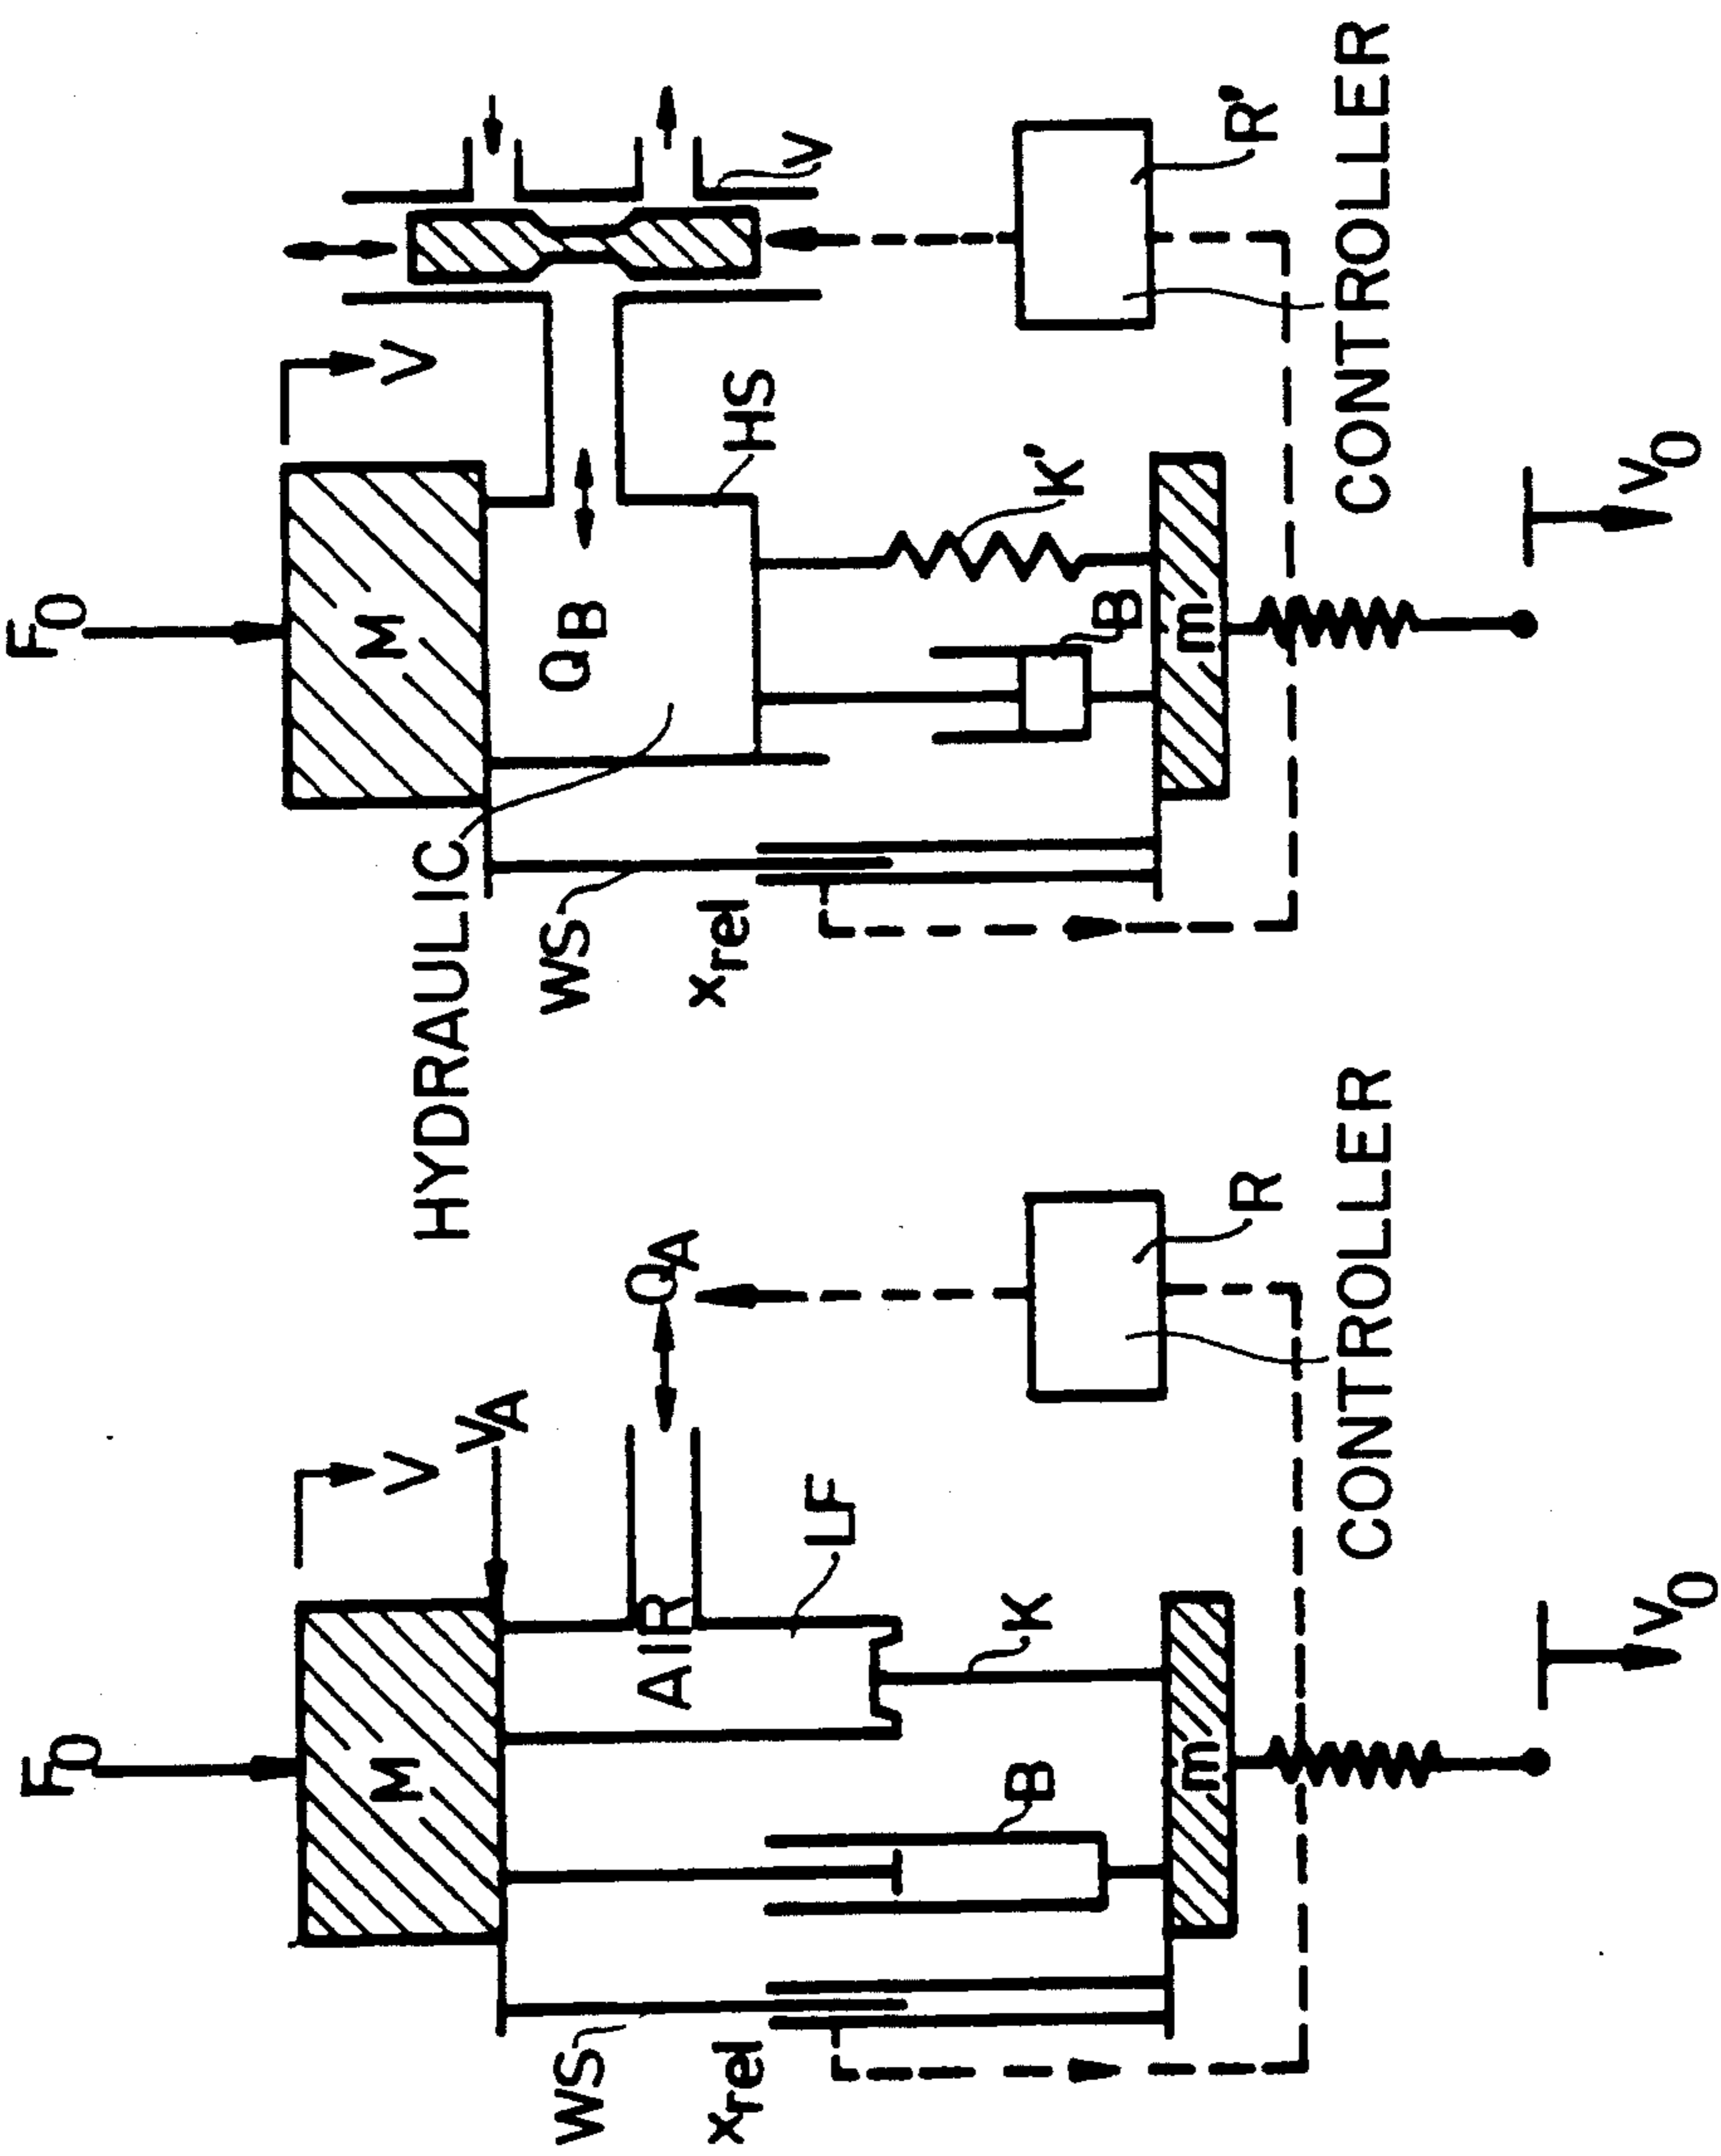 F0
M
V
VA
AIR
QA
LF
K
B
m
WS
xrel
R
CONTROLLER
V0
F0
M
V
HYDRAULIC
QB
HS
V
K'
B
m
WS
xrel
R'
CONTROLLER
V0